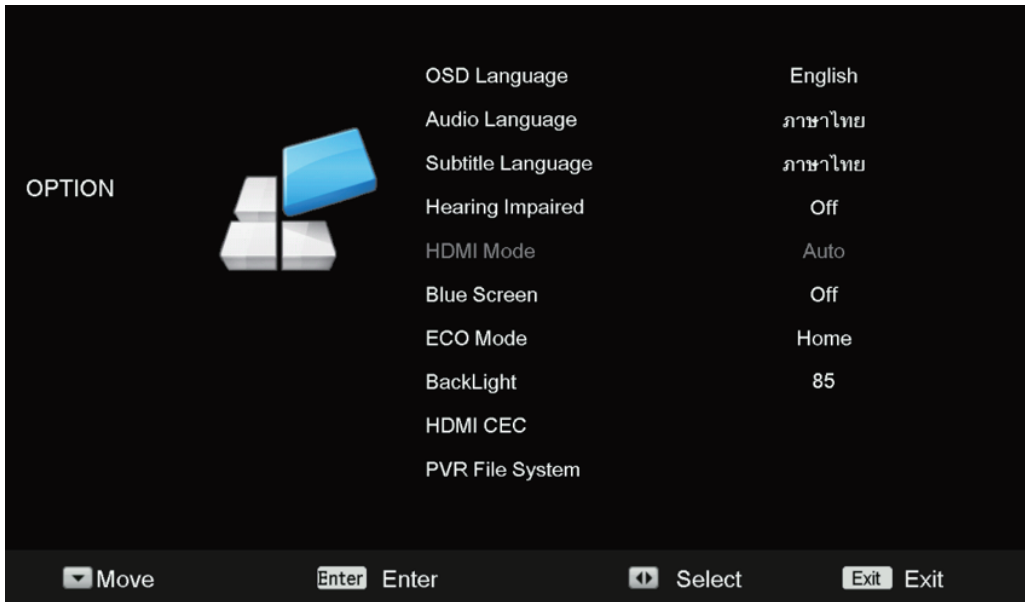 OPTION
OSD Language English
Audio Language ภาษาไทย
Subtitle Language ภาษาไทย
Hearing Impaired Off
HDMI Mode Auto
Blue Screen Off
ECO Mode Home
BackLight 85
HDMI CEC
PVR File System
Move Enter Enter Select Exit Exit